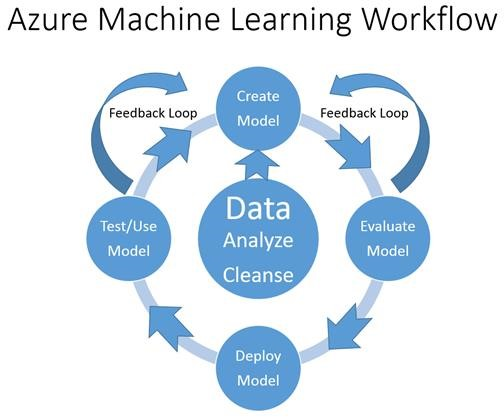 Azure Machine Learning Workflow
Create
Model
Feedback Loop
Feedback Loop
Data
Analyze
Cleanse
Test/Use
Model
Evaluate
Model
Deploy
Model